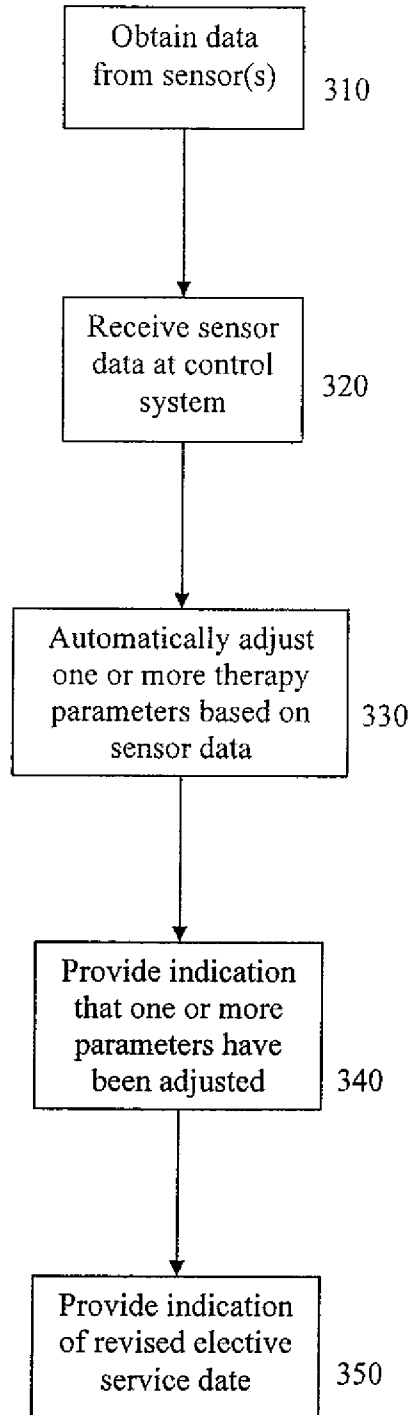 Obtain data
from sensor(s)
310
Receive sensor
data at control
system
320
Automatically adjust
one or more therapy
parameters based on
sensor data
330
Provide indication
that one or more
parameters have
been adjusted
340
Provide indication
of revised elective
service date
350